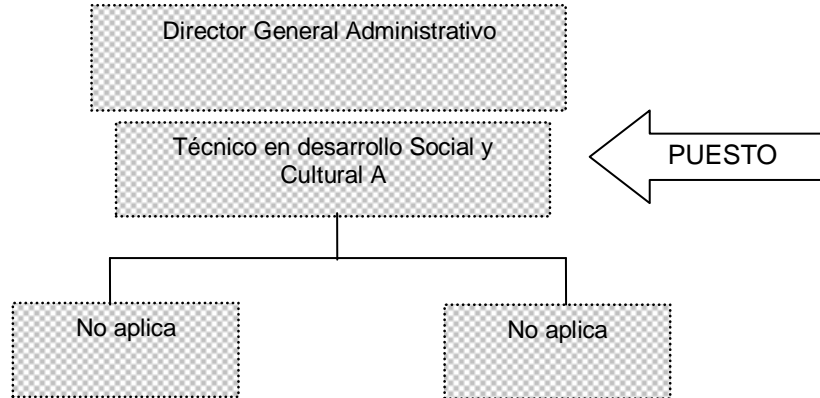 Director General Administrativo
Técnico en desarrollo Social y
Cultural A
PUESTO
No aplica
No aplica